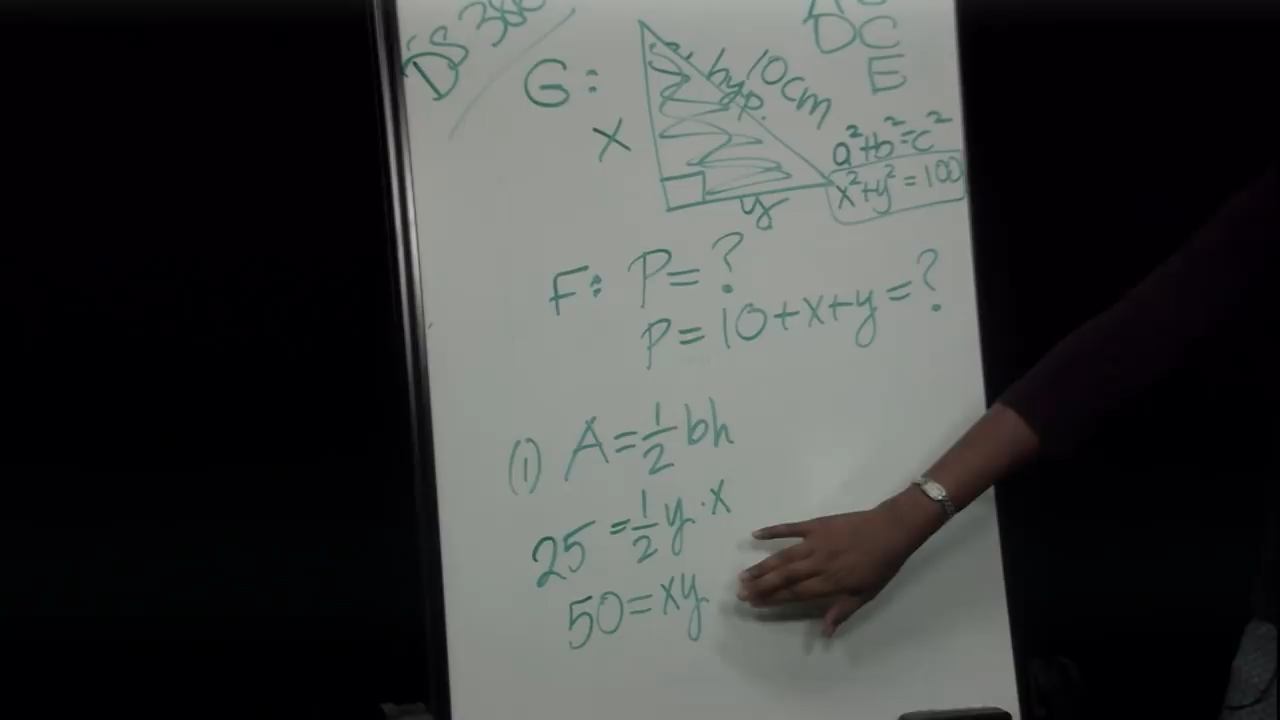 DS 380
DC
E
G:
hyp. 10cm
x
y
a²+b²=c²
x²+y²=100
F: P=?
P=10+x+y=?
(1) A=½bh
25=½y·x
50=xy